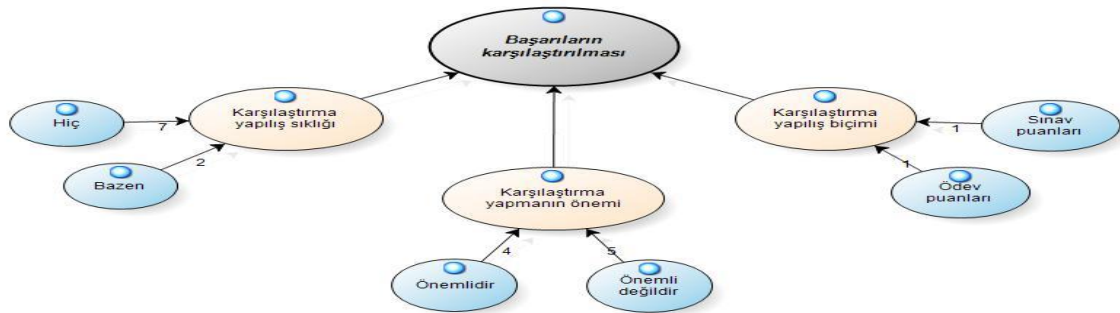 Başarıların
karşılaştırılması
Karşılaştırma
yapılış sıklığı
Hiç
7
Bazen
2
Karşılaştırma
yapmanın önemi
Önemlidir
4
Önemli
değildir
5
Karşılaştırma
yapılış biçimi
Sınav
puanları
1
Ödev
puanları
1